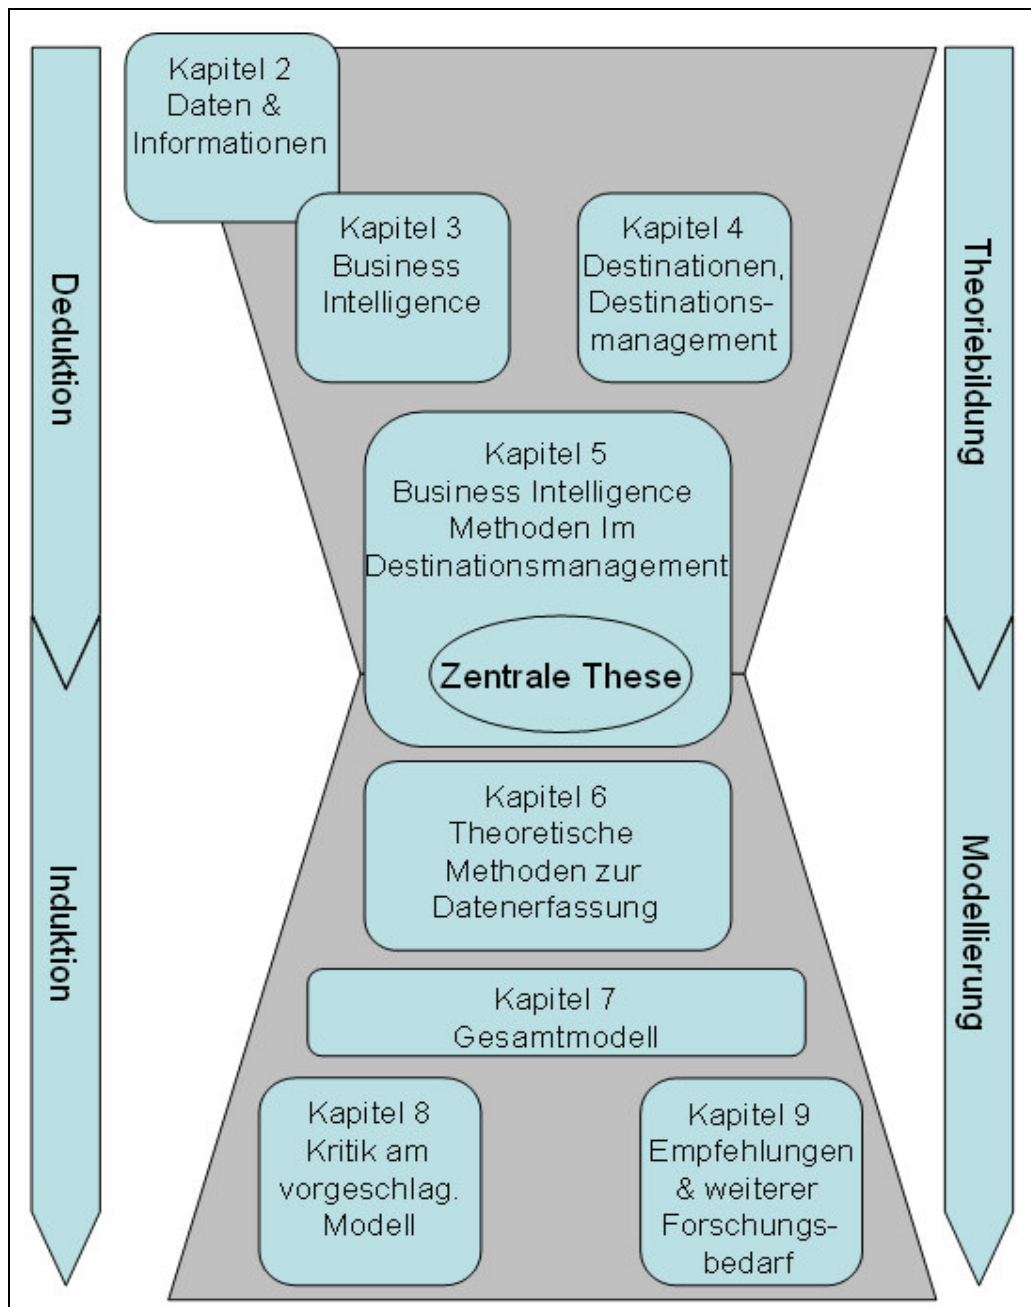 Kapitel 2
Daten &
Informationen
Kapitel 3
Business
Intelligence
Kapitel 4
Destinationen,
Destinations-
management
Deduktion
Theoriebildung
Kapitel 5
Business Intelligence
Methoden Im
Destinationsmanagement
Zentrale These
Kapitel 6
Theoretische
Methoden zur
Datenerfassung
Induktion
Modellierung
Kapitel 7
Gesamtmodell
Kapitel 8
Kritik am
vorgeschlag.
Modell
Kapitel 9
Empfehlungen
& weiterer
Forschungs-
bedarf